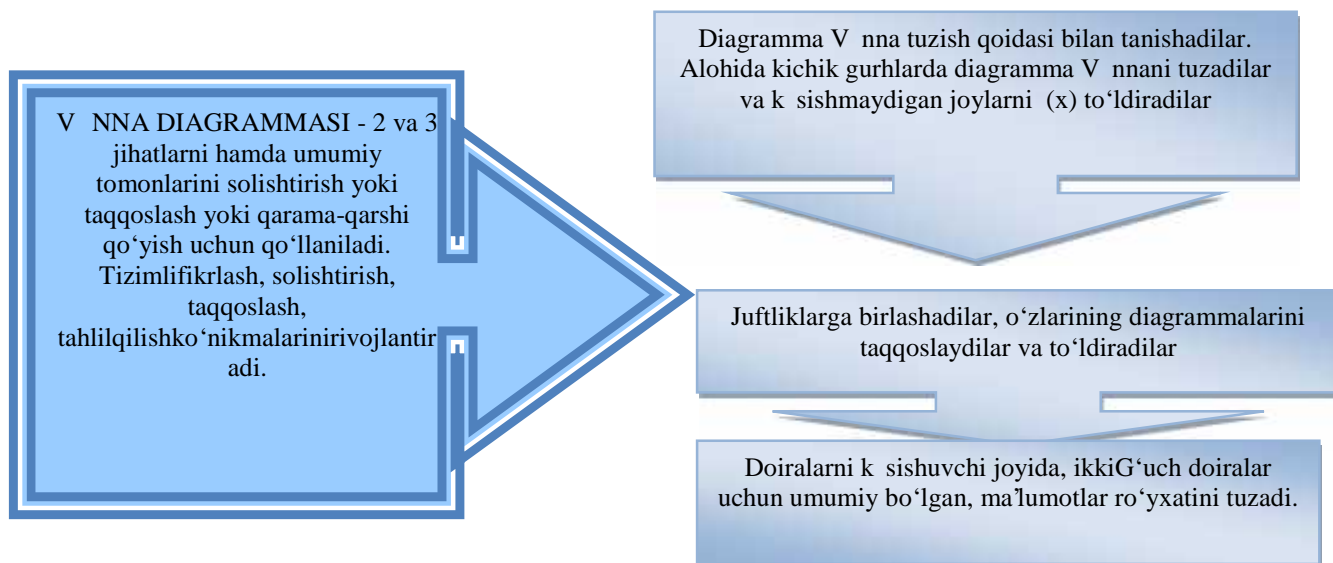 V NNA DIAGRAMMASI - 2 va 3
jihatlarni hamda umumiy
tomonlarini solishtirish yoki
taqqoslash yoki qarama-qarshi
qo‘yish uchun qo‘llaniladi.
Tizimlifikrlash, solishtirish,
taqqoslash,
tahlilqilishko‘nikmalarinirivojlantir
adi.
Diagramma V nna tuzish qoidasi bilan tanishadilar.
Alohida kichik gurhlarda diagramma V nnani tuzadilar
va k sishmaydigan joylarni (x) to‘ldiradilar
Juftliklarga birlashadilar, o‘zlarining diagrammalarini
taqqoslaydilar va to‘ldiradilar
Doiralarni k sishuvchi joyida, ikkiG‘uch doiralar
uchun umumiy bo‘lgan, ma’lumotlar ro‘yxatini tuzadi.